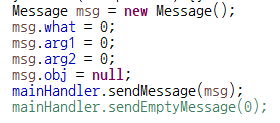 Message msg = new Message();
msg.what = 0;
msg.arg1 = 0;
msg.arg2 = 0;
msg.obj = null;
mainHandler.sendMessage(msg);
mainHandler.sendEmptyMessage(0);